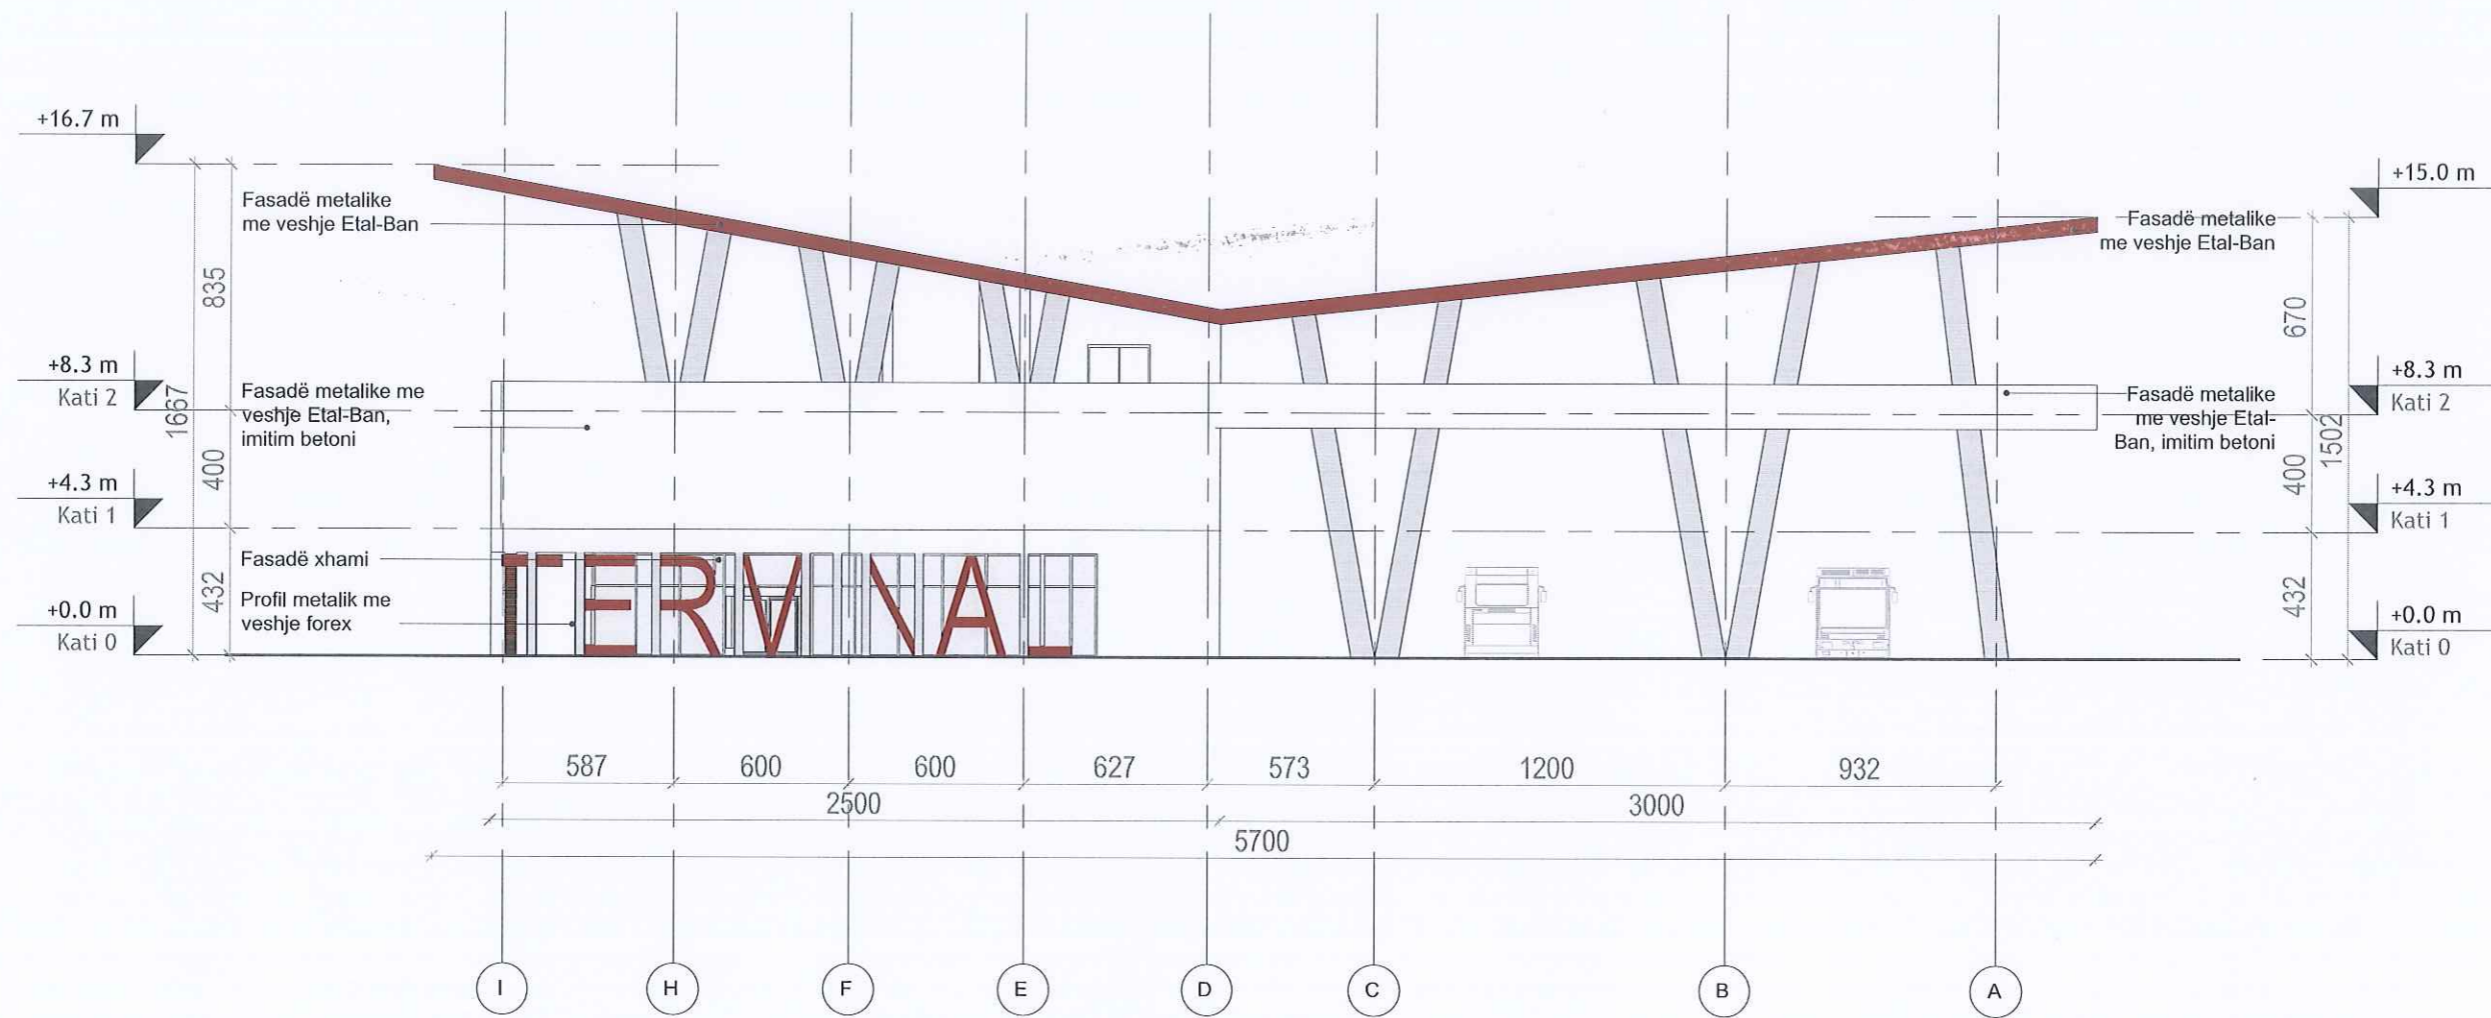 +16.7 m
Fasadë metalike
me veshje Etal-Ban
835
+8.3 m
Kati 2
1667
Fasadë metalike me
veshje Etal-Ban,
imitim betoni
400
+4.3 m
Kati 1
Fasadë xhami
432
Profil metalik me
veshje forex
+0.0 m
Kati 0
TERMINAL
+15.0 m
Fasadë metalike
me veshje Etal-Ban
670
+8.3 m
Kati 2
Fasadë metalike
me veshje Etal-
Ban, imitim betoni
1502
400
+4.3 m
Kati 1
432
+0.0 m
Kati 0
587 600 600 627 573 1200 932
2500 3000
5700
I H F E D C B A